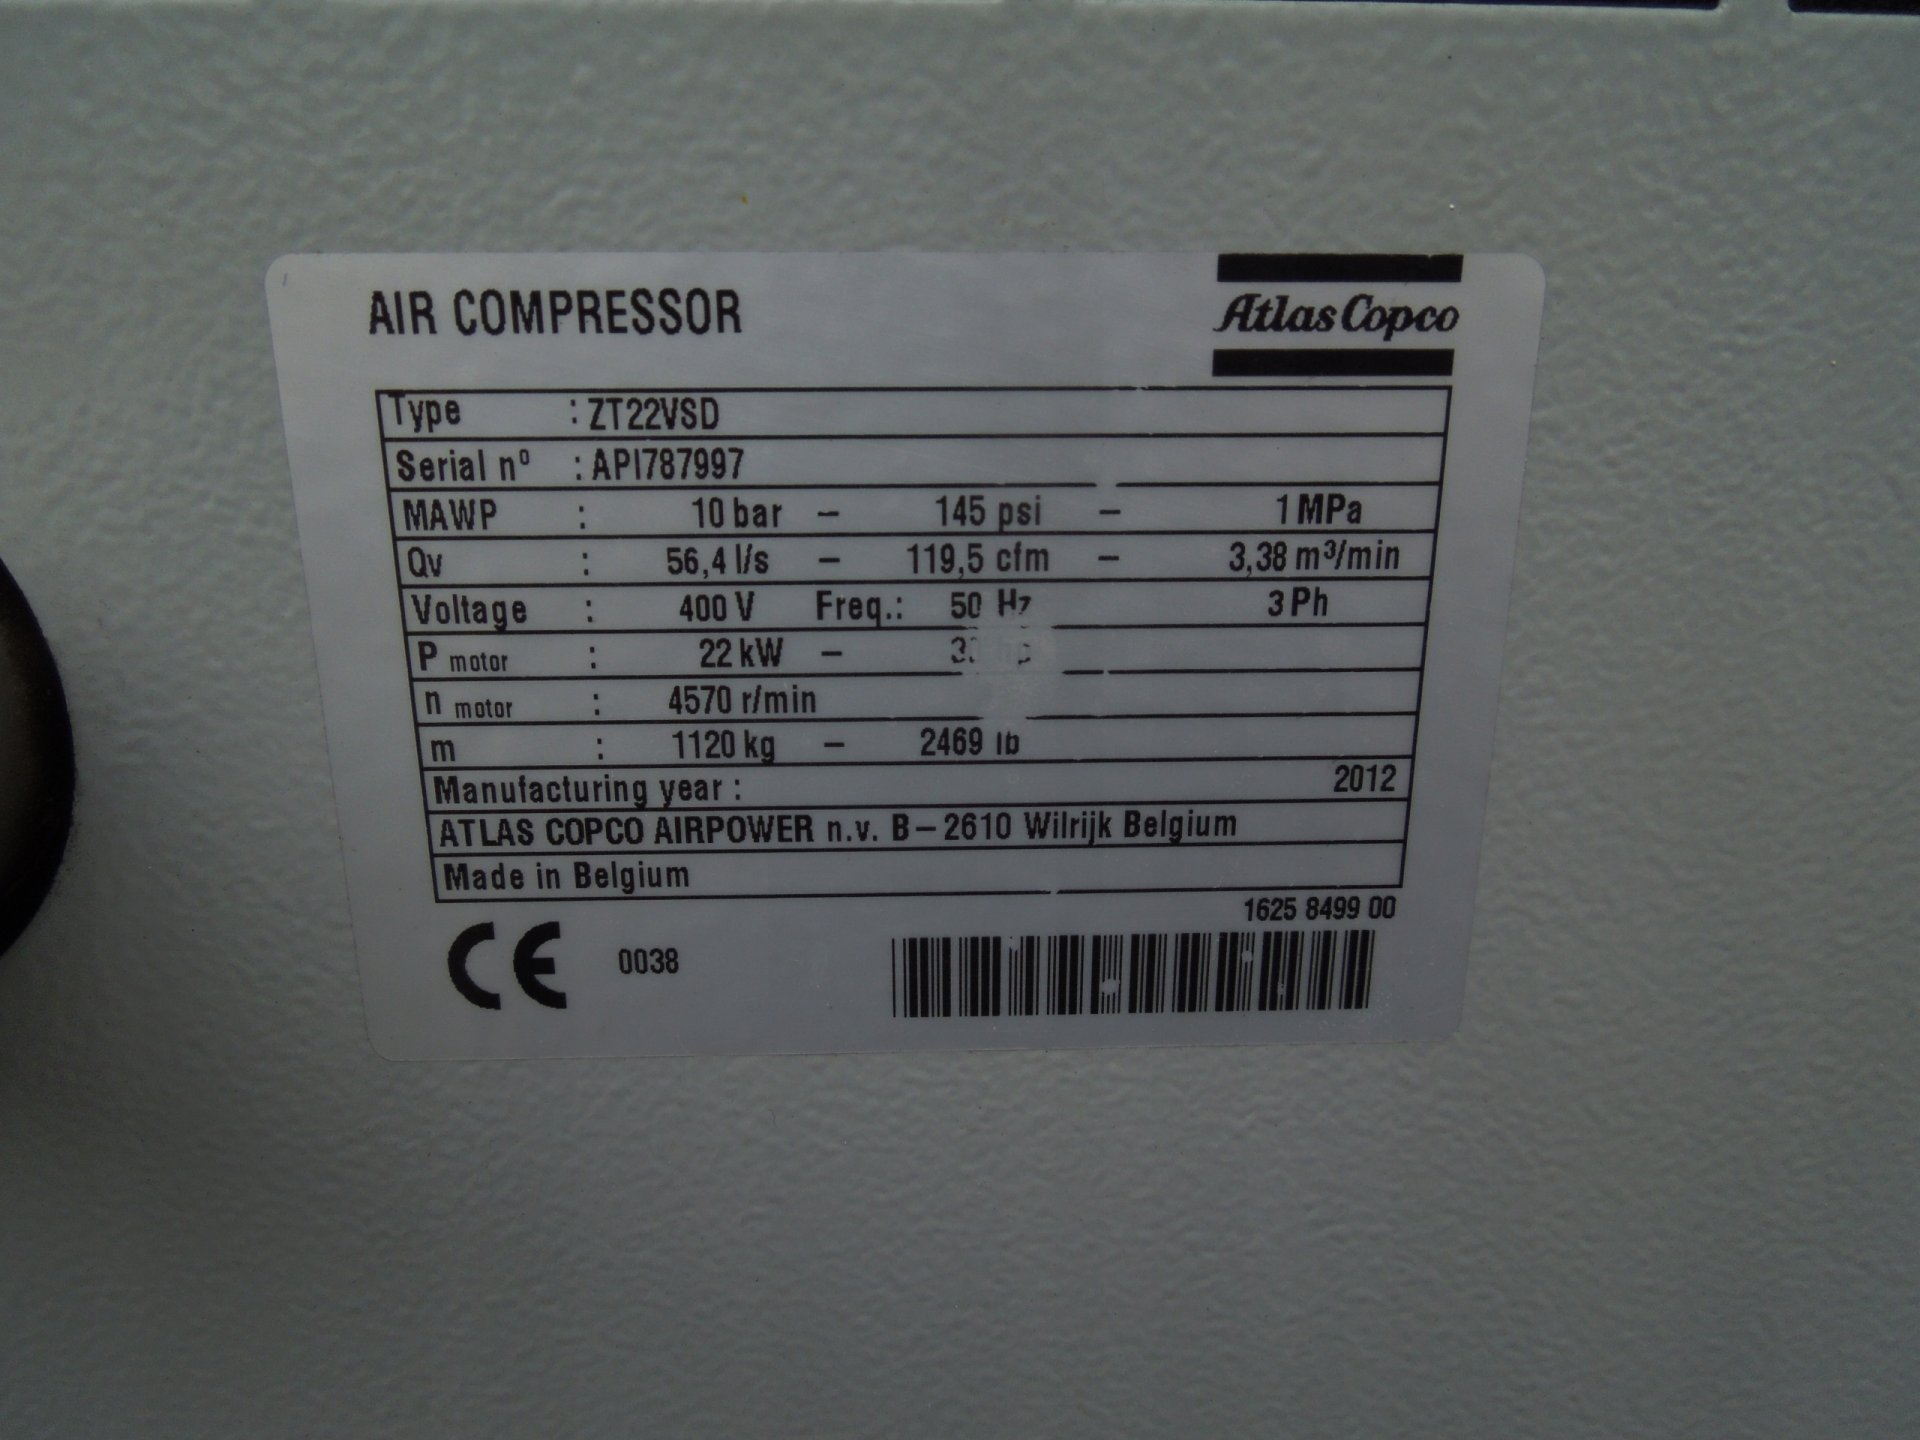 AIR COMPRESSOR
Atlas Copco
Type : ZT22VSD
Serial nº : API787997
MAWP : 10 bar – 145 psi – 1 MPa
Qv : 56,4 l/s – 119,5 cfm – 3,38 m³/min
Voltage : 400 V Freq.: 50 Hz 3 Ph
P motor : 22 kW –
n motor : 4570 r/min
m : 1120 kg – 2469 lb
Manufacturing year : 2012
ATLAS COPCO AIRPOWER n.v. B – 2610 Wilrijk Belgium
Made in Belgium
1625 8499 00
CE 0038